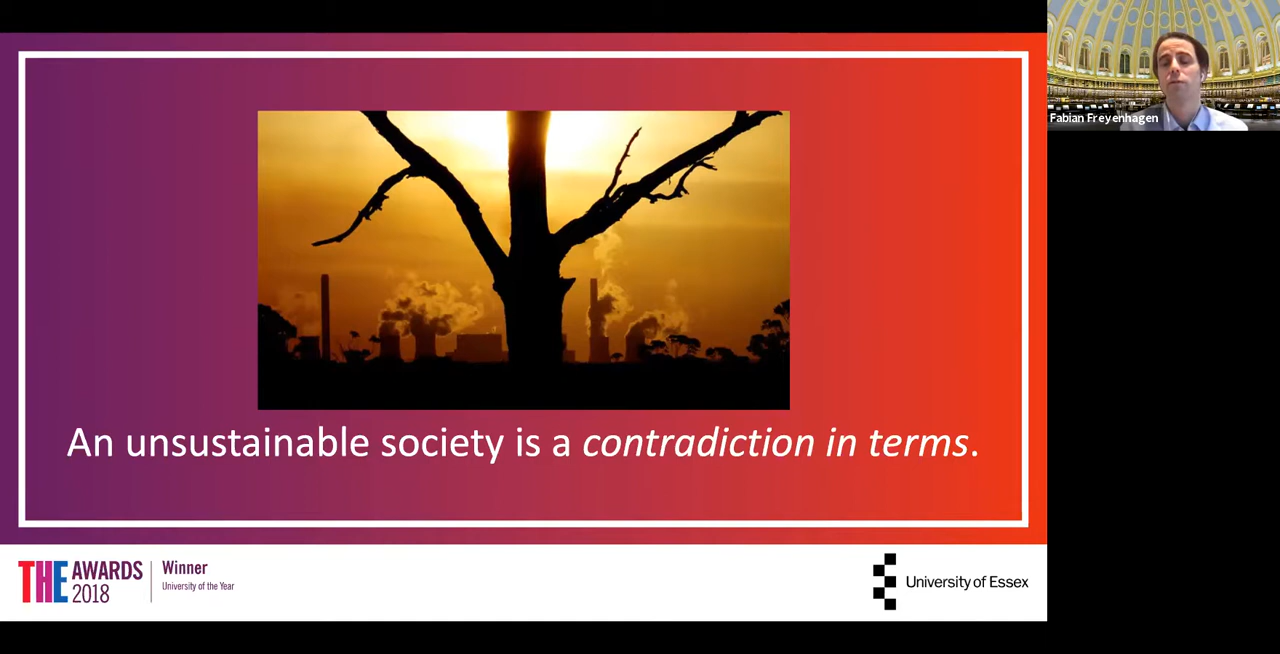 Fabian Freyenhagen
An unsustainable society is a contradiction in terms.
THE AWARDS 2018
Winner
University of the Year
University of Essex